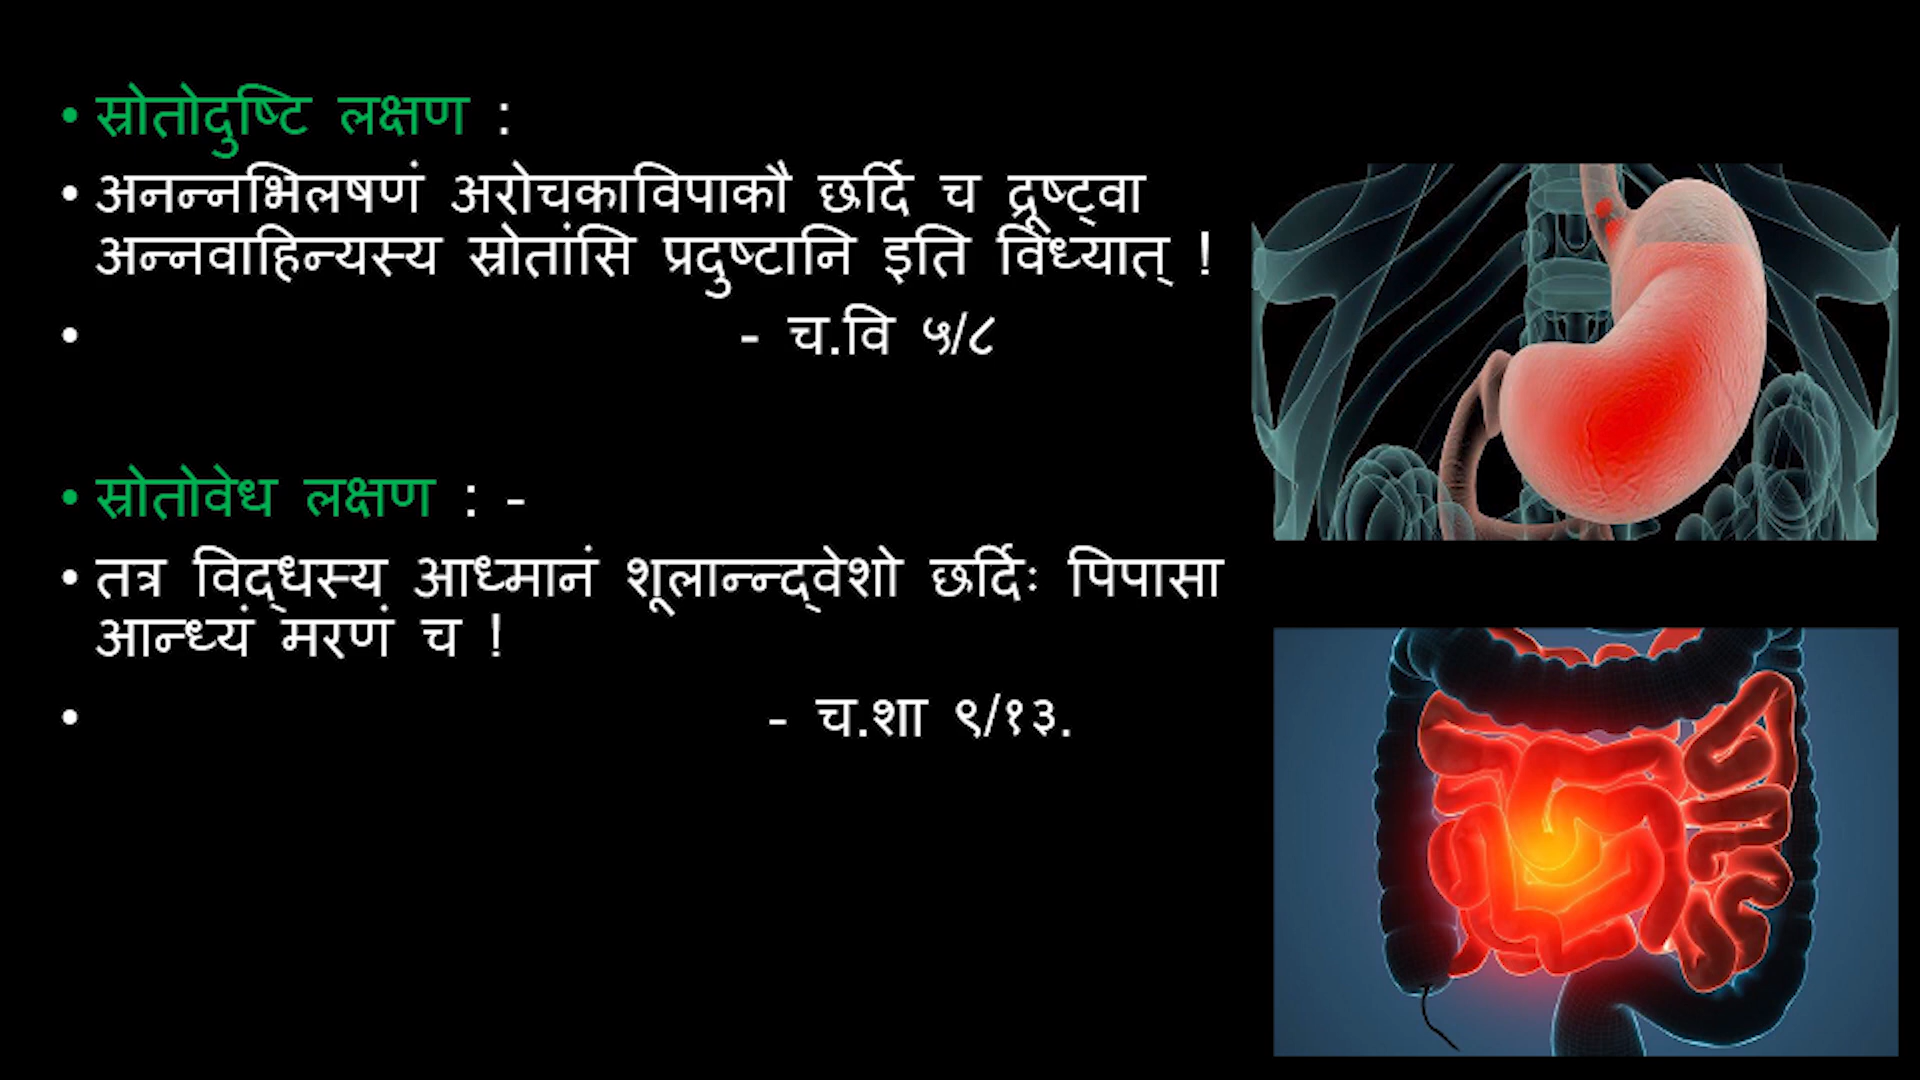 • स्रोतोदुष्टि लक्षण :
• अनन्नभिलषणं अरोचकाविपाकौ छर्दि च द्रूष्ट्वा
अन्नवाहिन्यस्य स्रोतांसि प्रदुष्टानि इति विध्यात् !
• - च.वि ५/८
• स्रोतोवेध लक्षण : -
• तत्र विद्धस्य आध्मानं शूलान्न्द्वेशो छर्दिः पिपासा
आन्ध्यं मरणं च !
• - च.शा ९/१३.